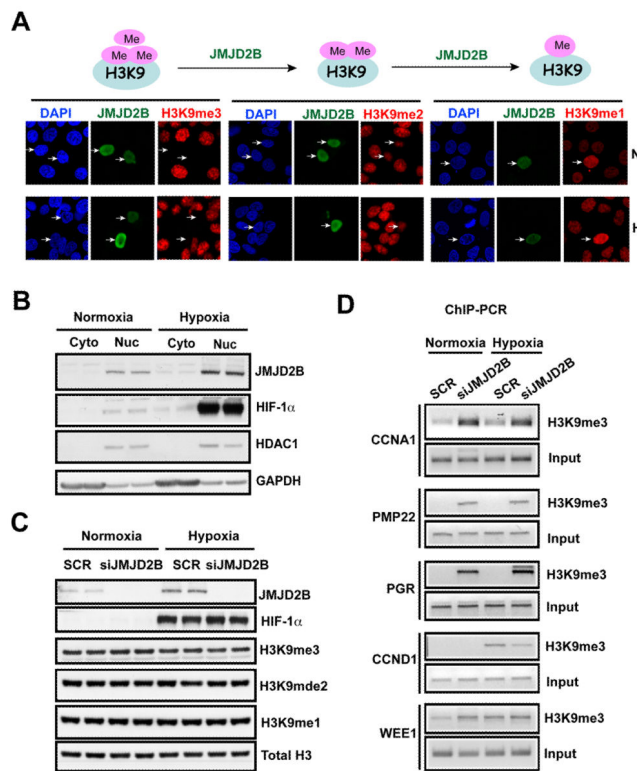 A
Me
Me Me
H3K9
JMJD2B
Me Me
H3K9
JMJD2B
Me
H3K9
DAPI JMJD2B H3K9me3 DAPI JMJD2B H3K9me2 DAPI JMJD2B H3K9me1
N
H
B
Normoxia Hypoxia
Cyto Nuc Cyto Nuc
JMJD2B
HIF-1α
HDAC1
GAPDH
C
Normoxia Hypoxia
SCR siJMJD2B SCR siJMJD2B
JMJD2B
HIF-1α
H3K9me3
H3K9mde2
H3K9me1
Total H3
D
ChIP-PCR
Normoxia Hypoxia
SCR siJMJD2B SCR siJMJD2B
CCNA1
H3K9me3
Input
PMP22
H3K9me3
Input
PGR
H3K9me3
Input
CCND1
H3K9me3
Input
WEE1
H3K9me3
Input